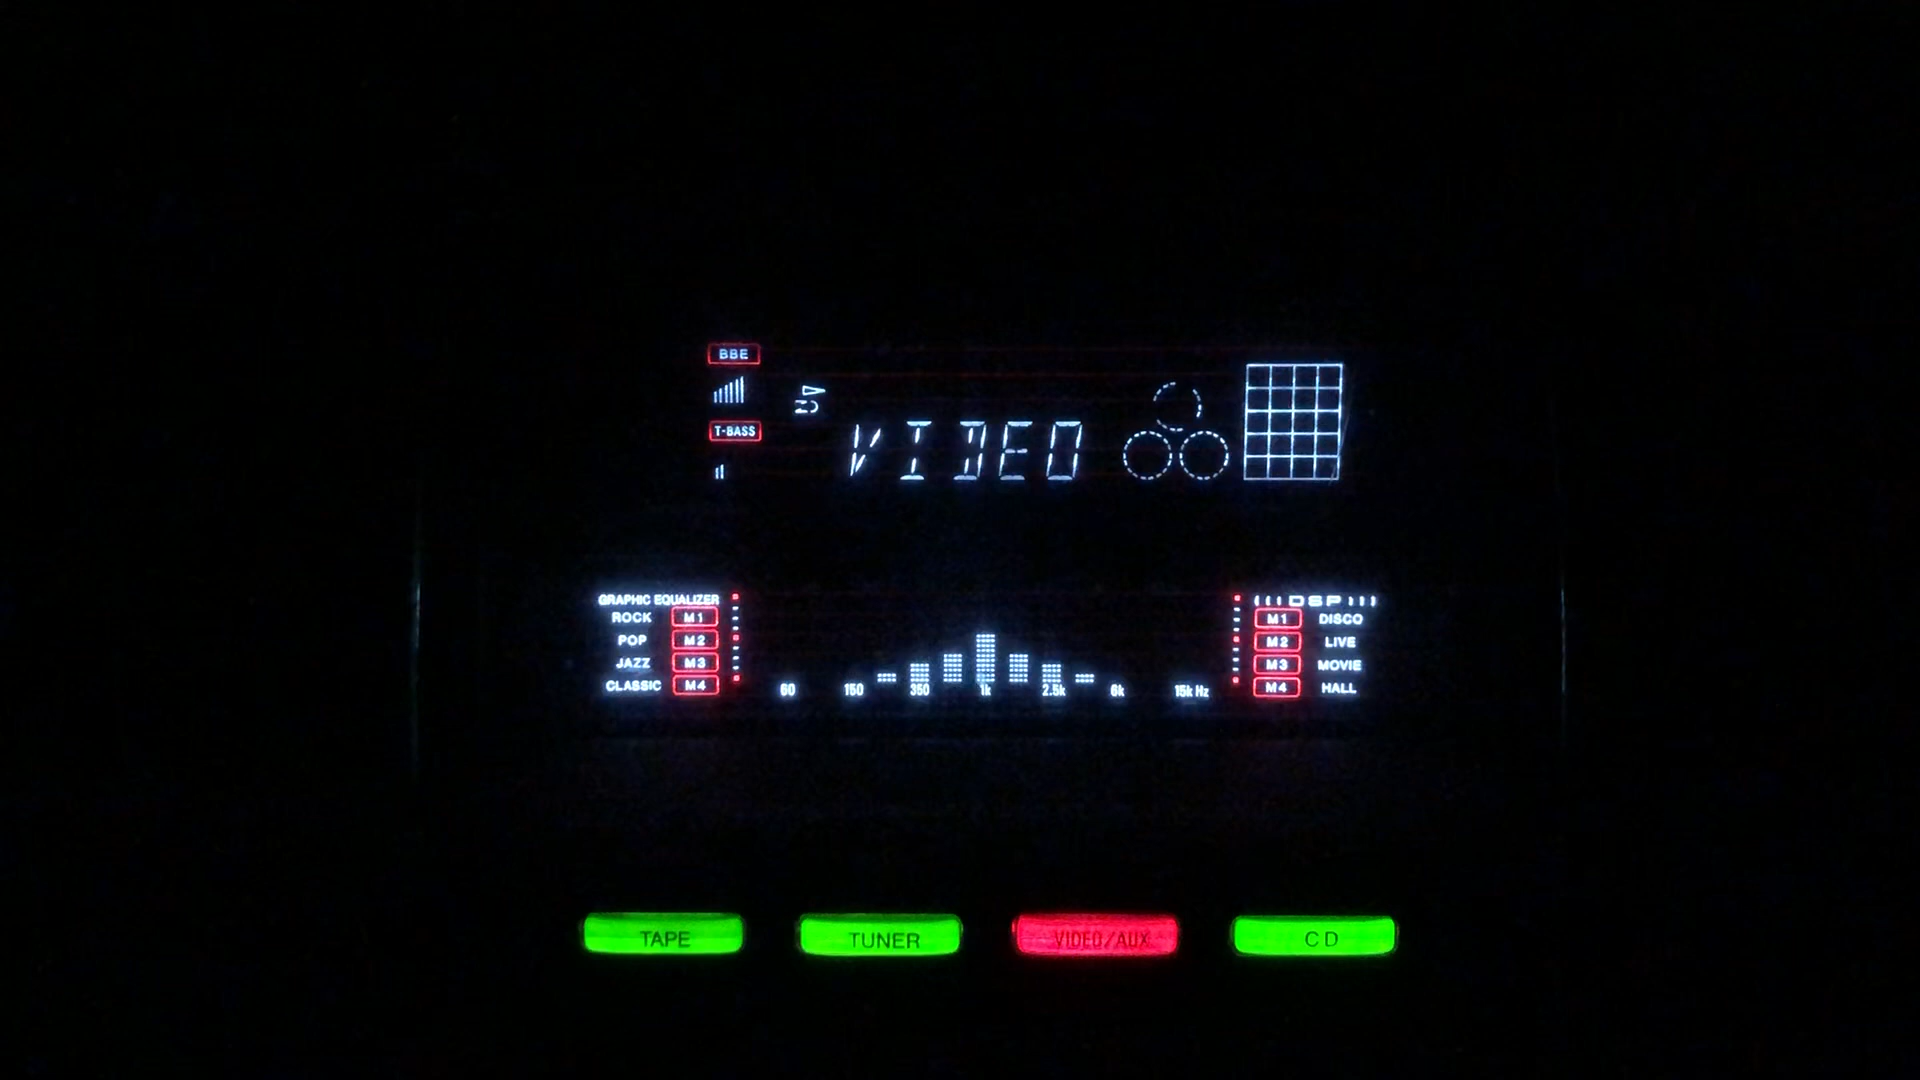 BBE
T-BASS
VIDEO
GRAPHIC EQUALIZER
ROCK M1
POP M2
JAZZ M3
CLASSIC M4
60 150 350 1k 2.5k 6k 15k Hz
DSP
M1 DISCO
M2 LIVE
M3 MOVIE
M4 HALL
TAPE TUNER VIDEO/AUX CD